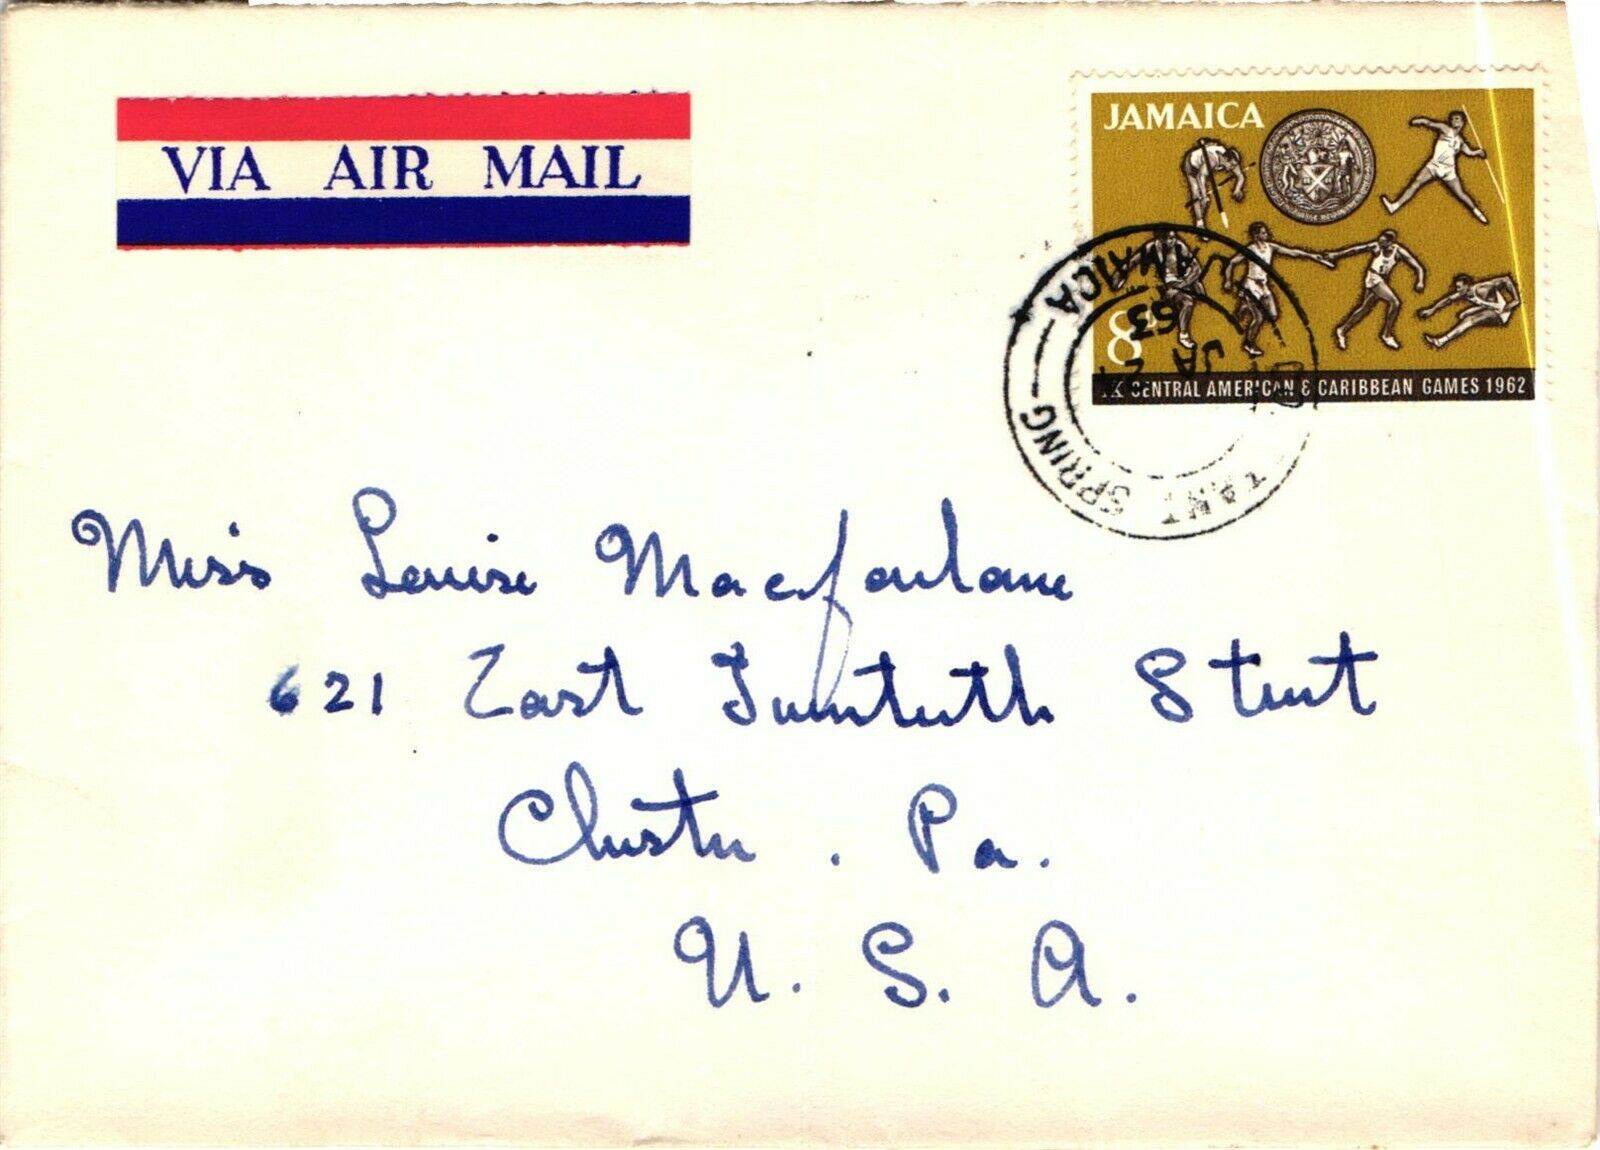 VIA AIR MAIL
JAMAICA
8d
IX CENTRAL AMERICAN & CARIBBEAN GAMES 1962
SPRING
JAMAICA
JA
63
Miss Louise Macfarlane
621 East Twentieth Street
Chester . Pa.
U. S. A.